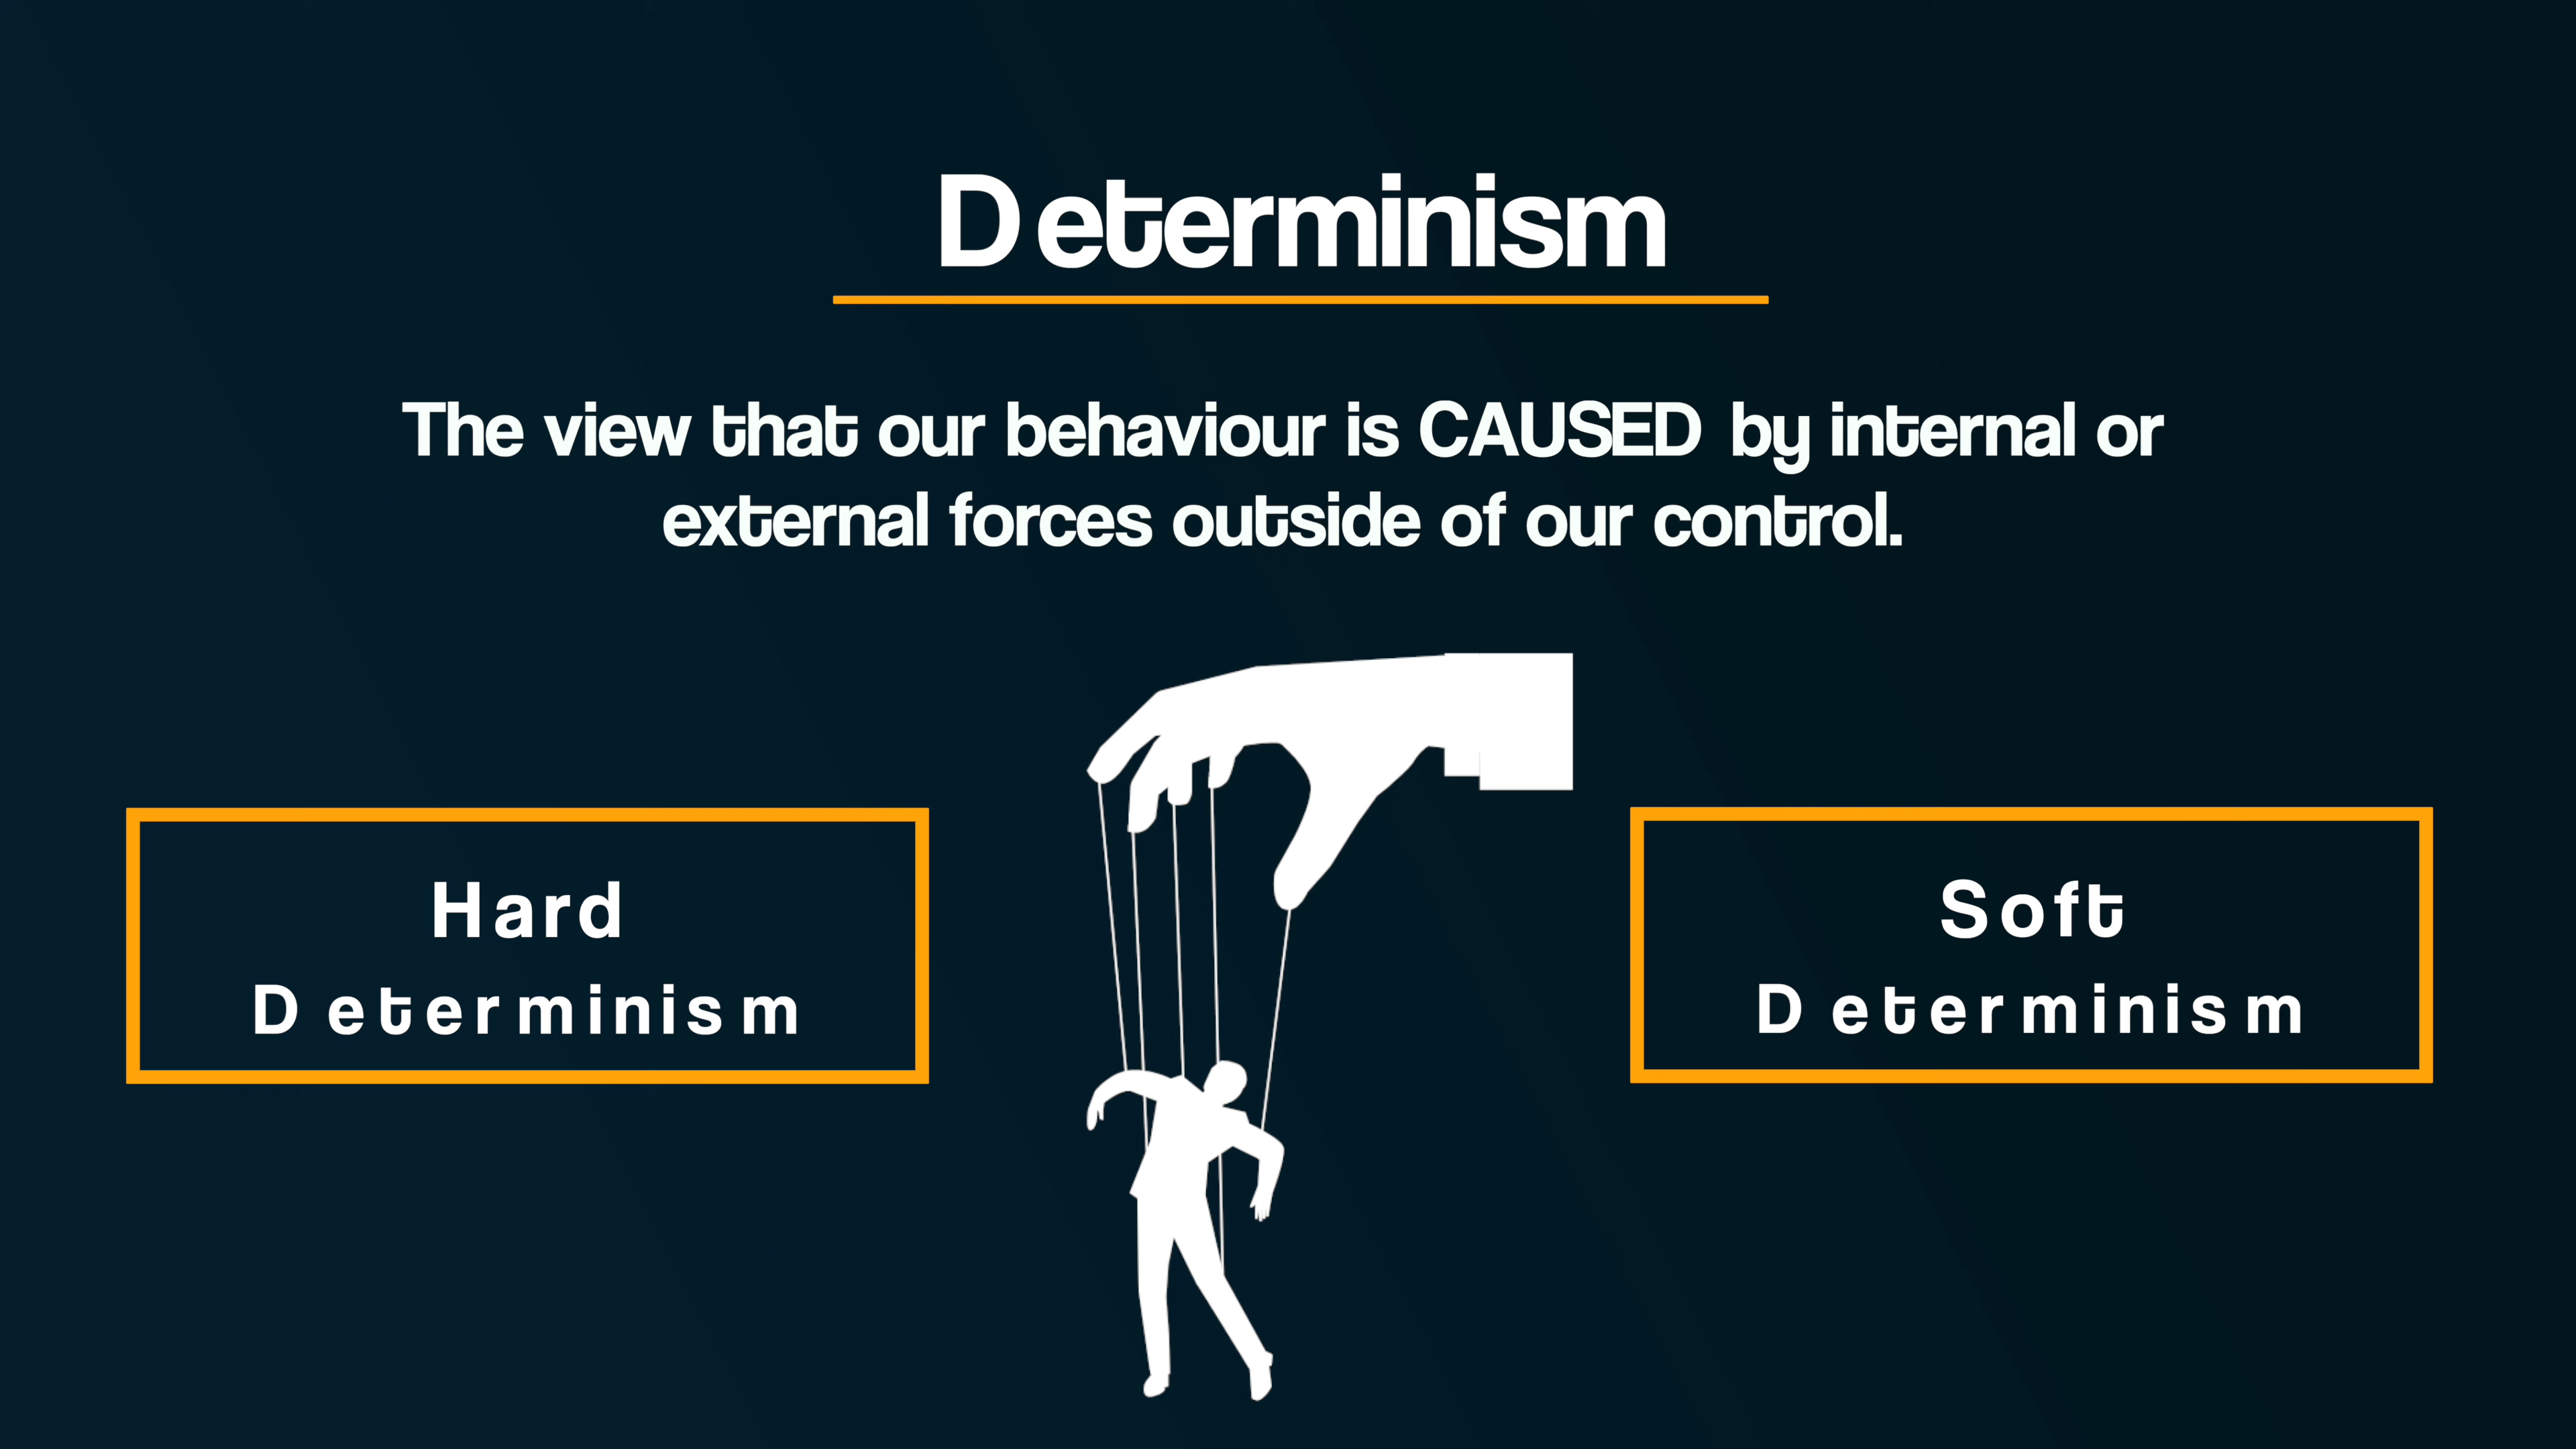 Determinism
The view that our behaviour is CAUSED by internal or
external forces outside of our control.
Hard
Determinism
Soft
Determinism